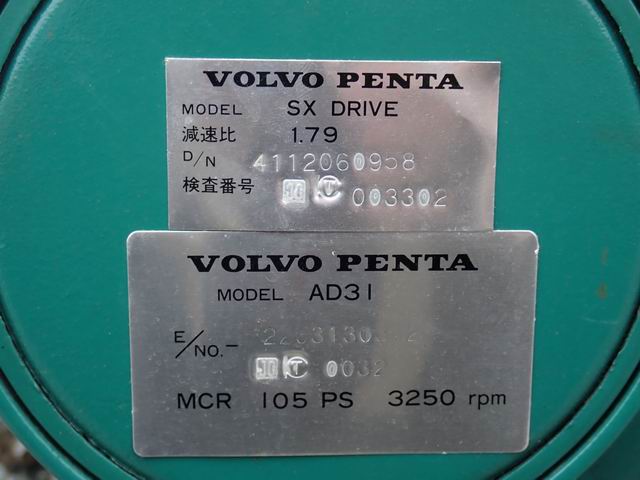 VOLVO PENTA
MODEL SX DRIVE
減速比 1.79
D/N 4112060958
検査番号 003302
VOLVO PENTA
MODEL AD31
E/NO.-
0032
MCR 105 PS 3250 rpm